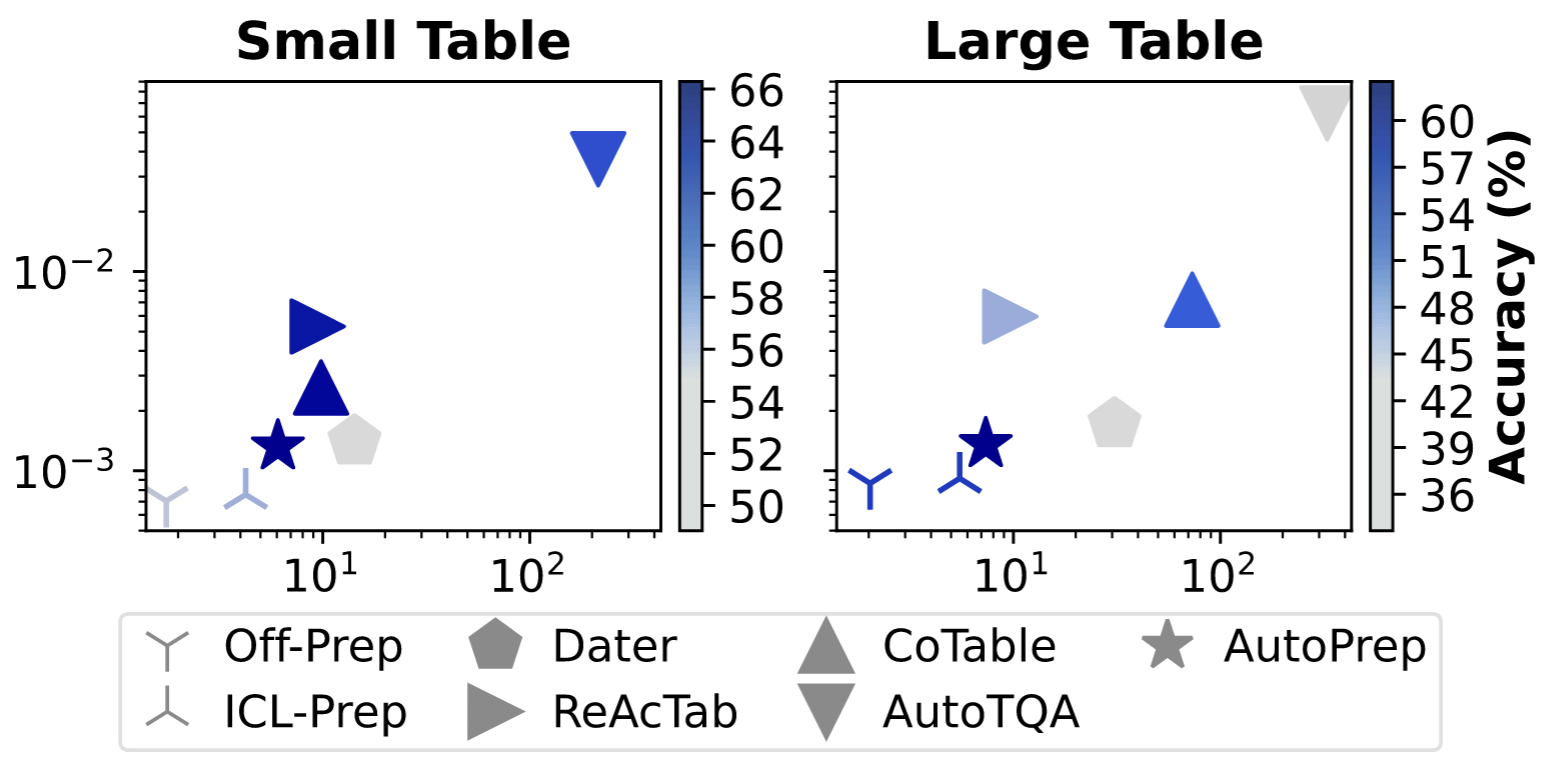 Small Table
Large Table
10⁻²
10⁻³
10¹
10²
66
64
62
60
58
56
54
52
50
10¹
10²
60
57
54
51
48
45
42
39
36
Accuracy (%)
Off-Prep
Dater
CoTable
AutoPrep
ICL-Prep
ReAcTab
AutoTQA